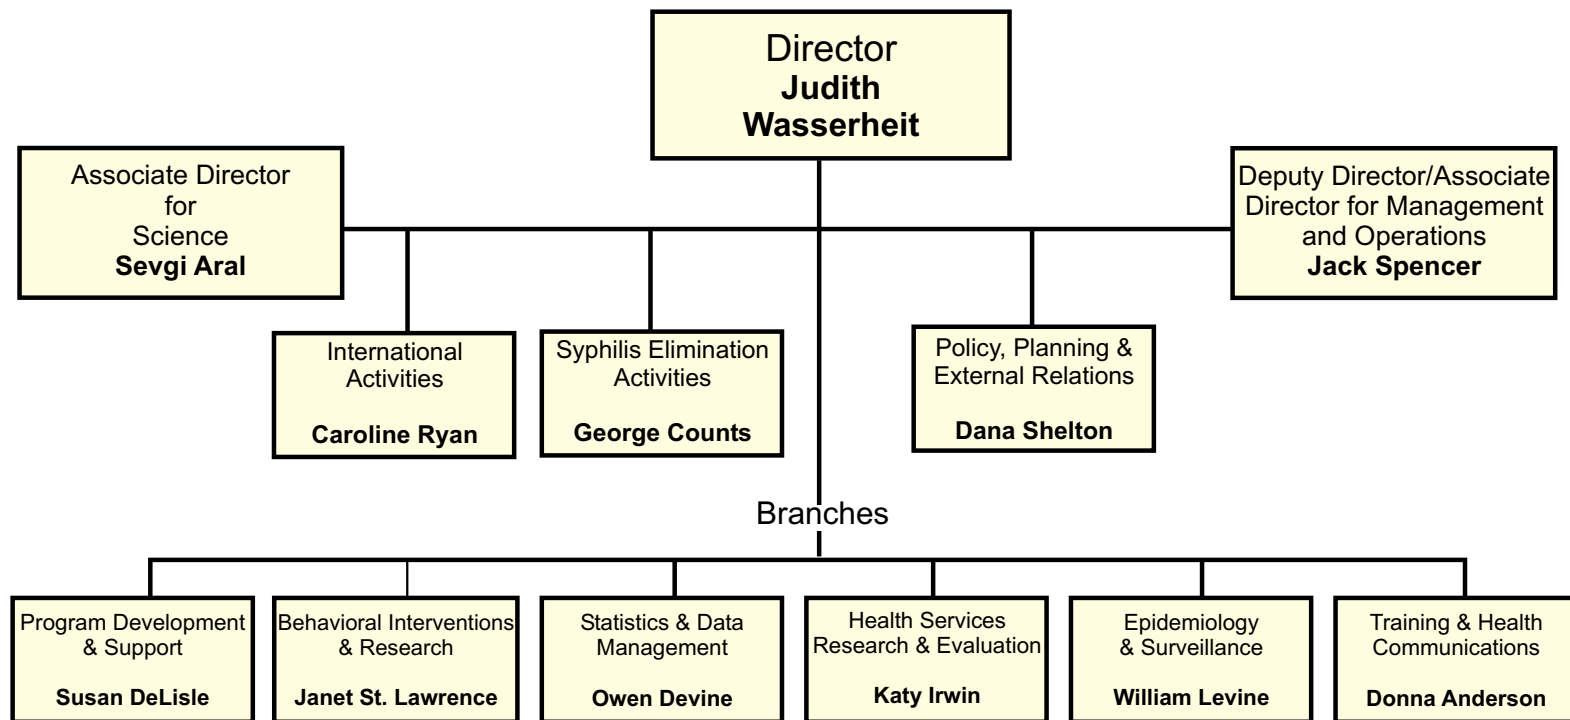 Director
Judith
Wasserheit
Associate Director
for
Science
Sevgi Aral
Deputy Director/Associate
Director for Management
and Operations
Jack Spencer
International
Activities
Caroline Ryan
Syphilis Elimination
Activities
George Counts
Policy, Planning &
External Relations
Dana Shelton
Branches
Program Development
& Support
Susan DeLisle
Behavioral Interventions
& Research
Janet St. Lawrence
Statistics & Data
Management
Owen Devine
Health Services
Research & Evaluation
Katy Irwin
Epidemiology
& Surveillance
William Levine
Training & Health
Communications
Donna Anderson